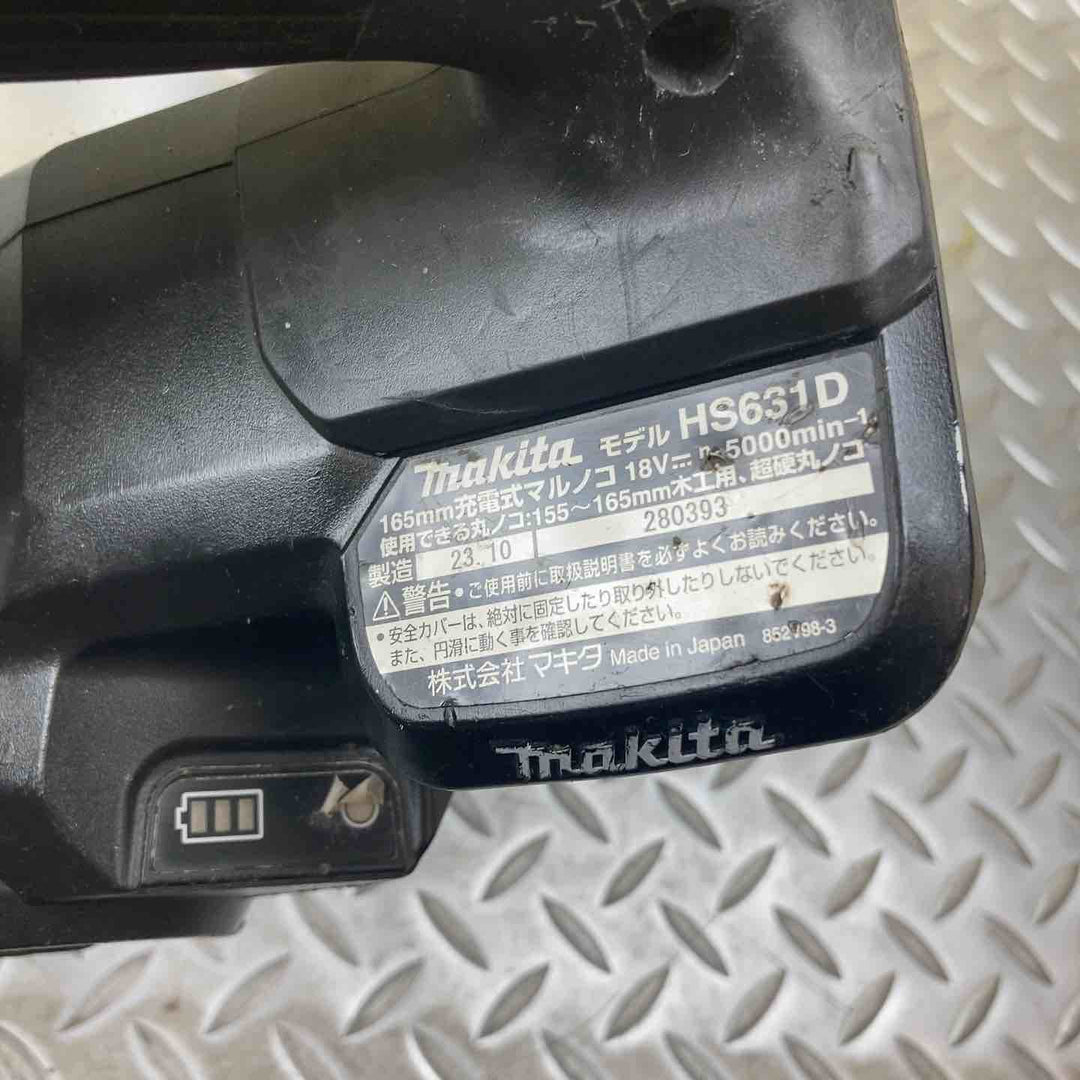 makita モデル HS631D
165mm充電式マルノコ 18V⎓ n₀5000min-1
使用できる丸ノコ:155～165mm木工用、超硬丸ノコ
製造 23. 10 280393
⚠警告 •ご使用前に取扱説明書を必ずよくお読みください。
•安全カバーは、絶対に固定したり取り外したりしないでください。
また、円滑に動く事を確認してください。
株式会社 マキタ Made in Japan
makita